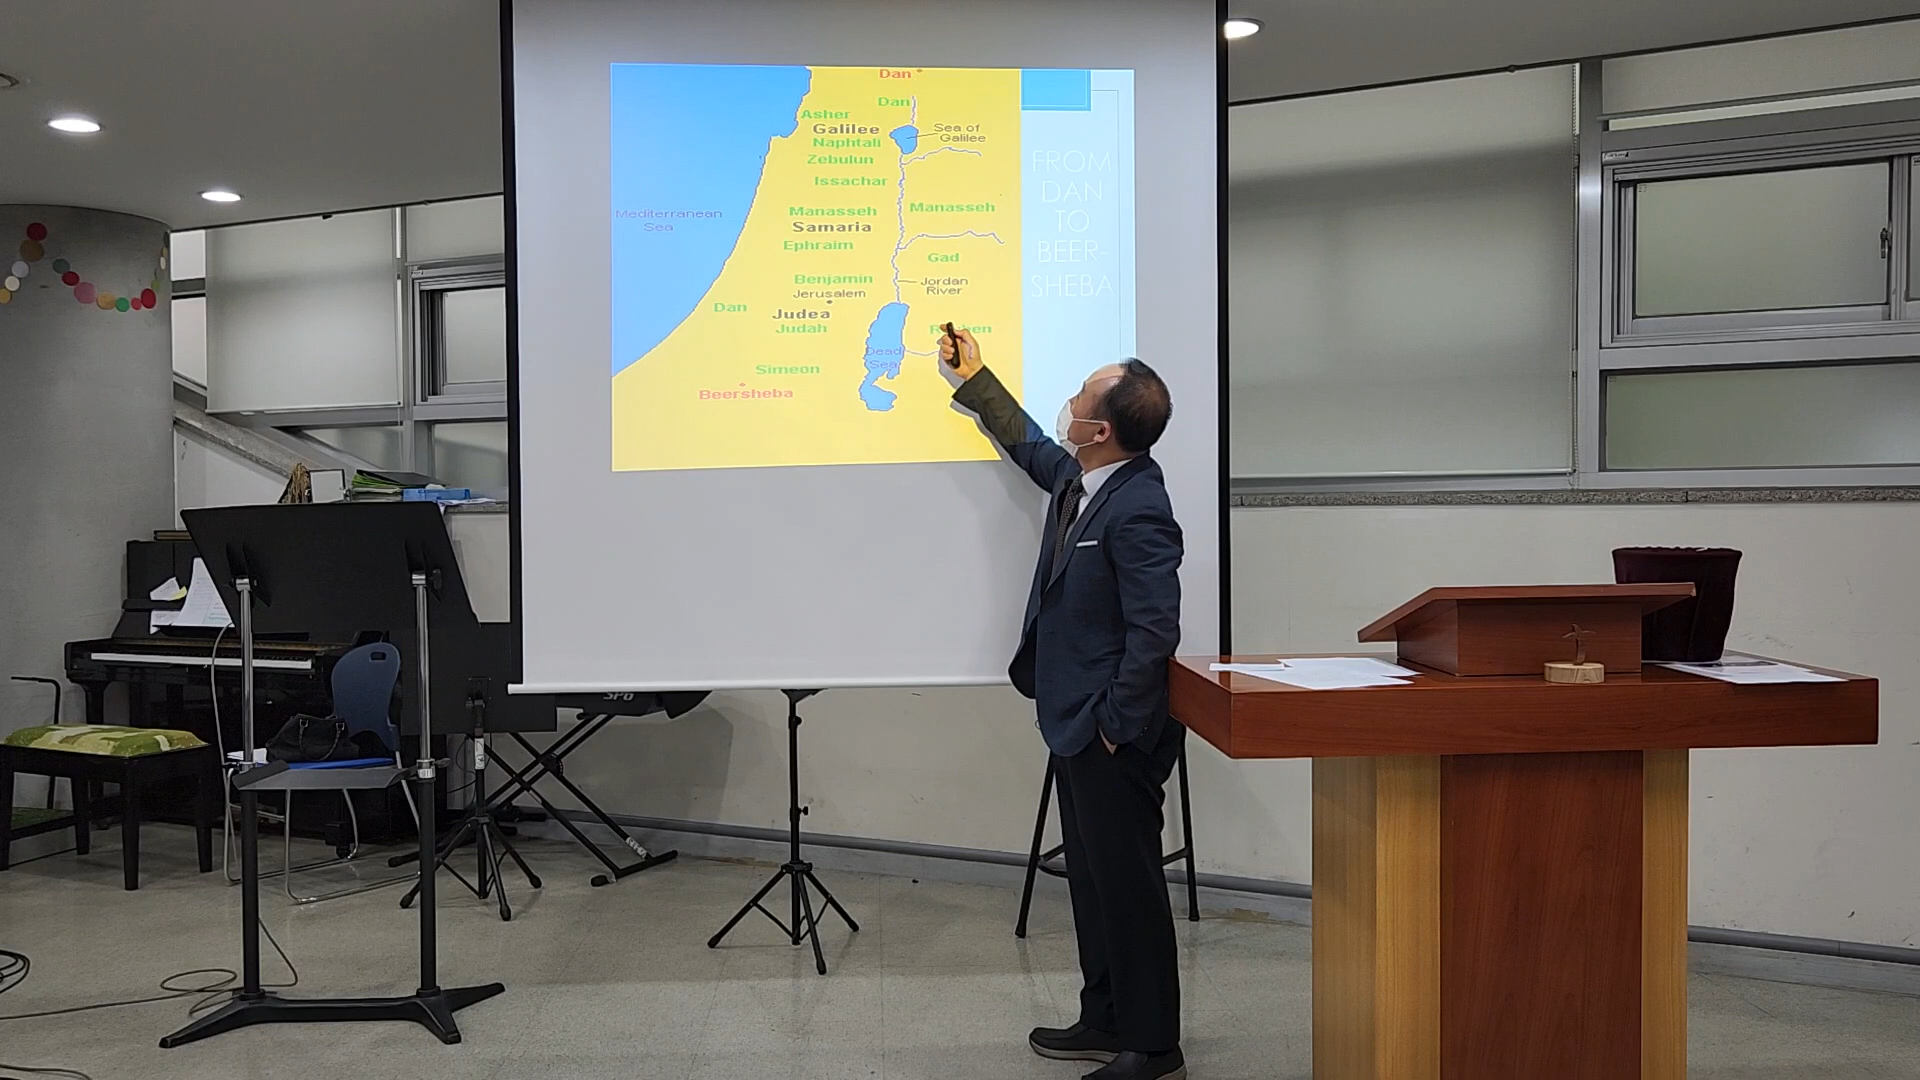 Dan
Dan
Asher
Galilee
Sea of
Galilee
Naphtali
Zebulun
Issachar
Mediterranean
Sea
Manasseh
Manasseh
Samaria
Ephraim
Gad
Benjamin
Jordan
River
Jerusalem
Dan
Judea
Judah
Dead
Sea
Simeon
Beersheba
FROM
DAN
TO
BEER-
SHEBA
SP6